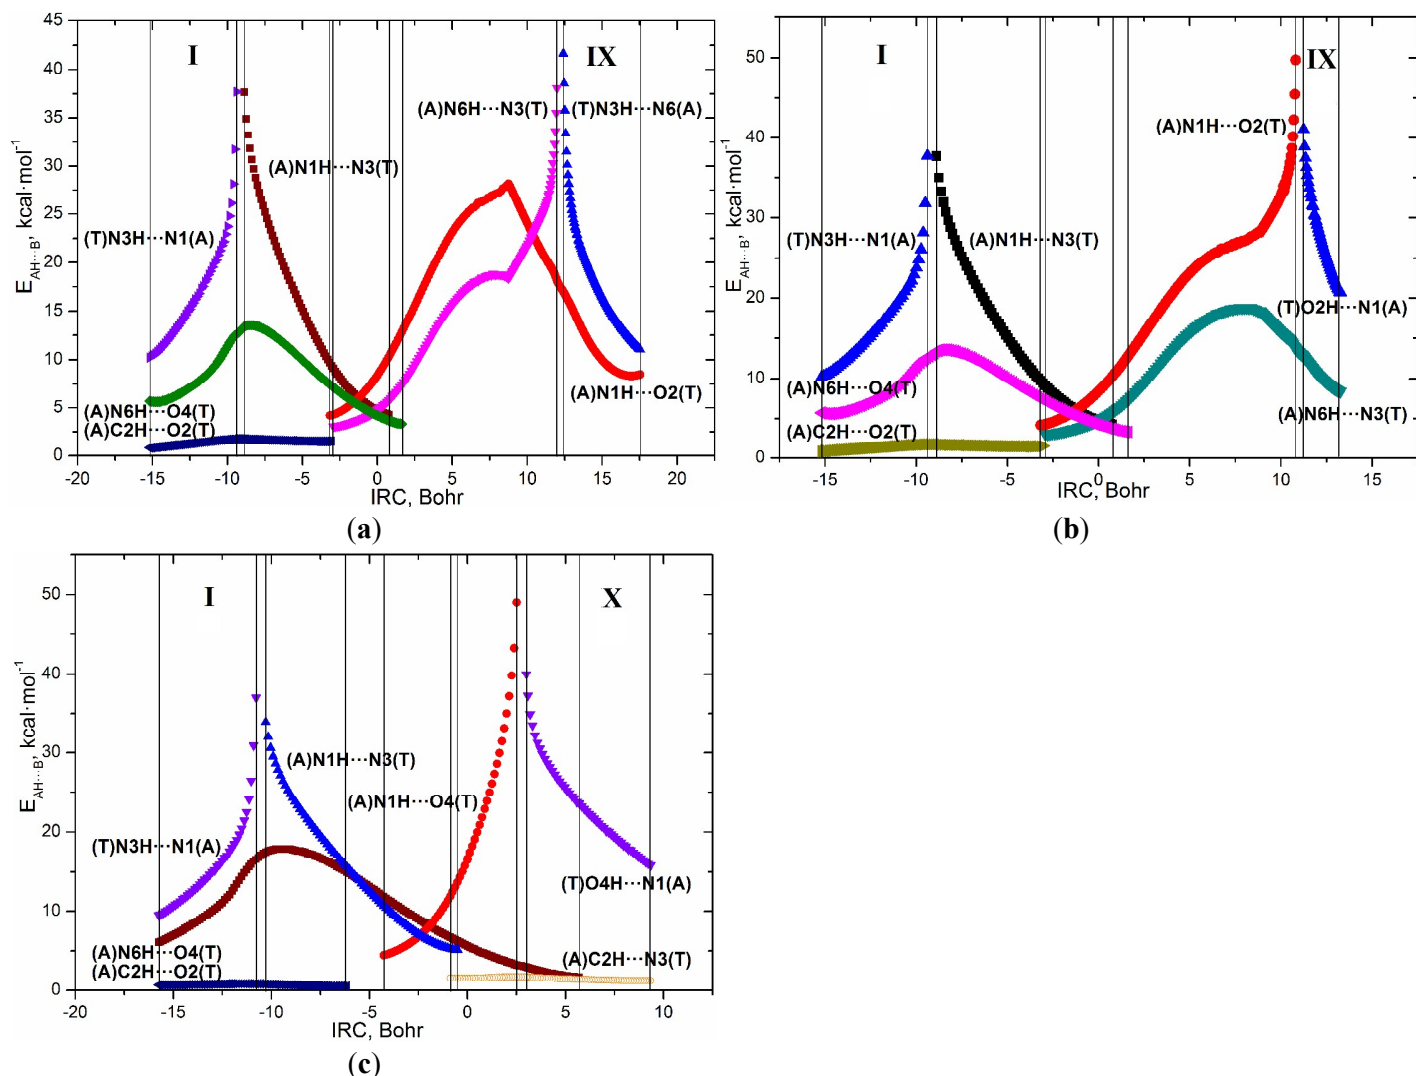 45
40
35
30
25
20
15
10
5
0
E_AH···B, kcal·mol⁻¹
I
IX
(A)N6H···N3(T)
(T)N3H···N6(A)
(A)N1H···N3(T)
(T)N3H···N1(A)
(A)N1H···O2(T)
(A)N6H···O4(T)
(A)C2H···O2(T)
-20 -15 -10 -5 0 5 10 15 20
IRC, Bohr
(a)
50
40
30
20
10
0
E_AH···B, kcal·mol⁻¹
I
IX
(A)N1H···O2(T)
(T)N3H···N1(A)
(A)N1H···N3(T)
(T)O2H···N1(A)
(A)N6H···O4(T)
(A)N6H···N3(T)
(A)C2H···O2(T)
-15 -10 -5 0 5 10 15
IRC, Bohr
(b)
50
40
30
20
10
0
E_AH···B, kcal·mol⁻¹
I
X
(A)N1H···N3(T)
(A)N1H···O4(T)
(T)N3H···N1(A)
(T)O4H···N1(A)
(A)N6H···O4(T)
(A)C2H···O2(T)
(A)C2H···N3(T)
-20 -15 -10 -5 0 5 10
IRC, Bohr
(c)